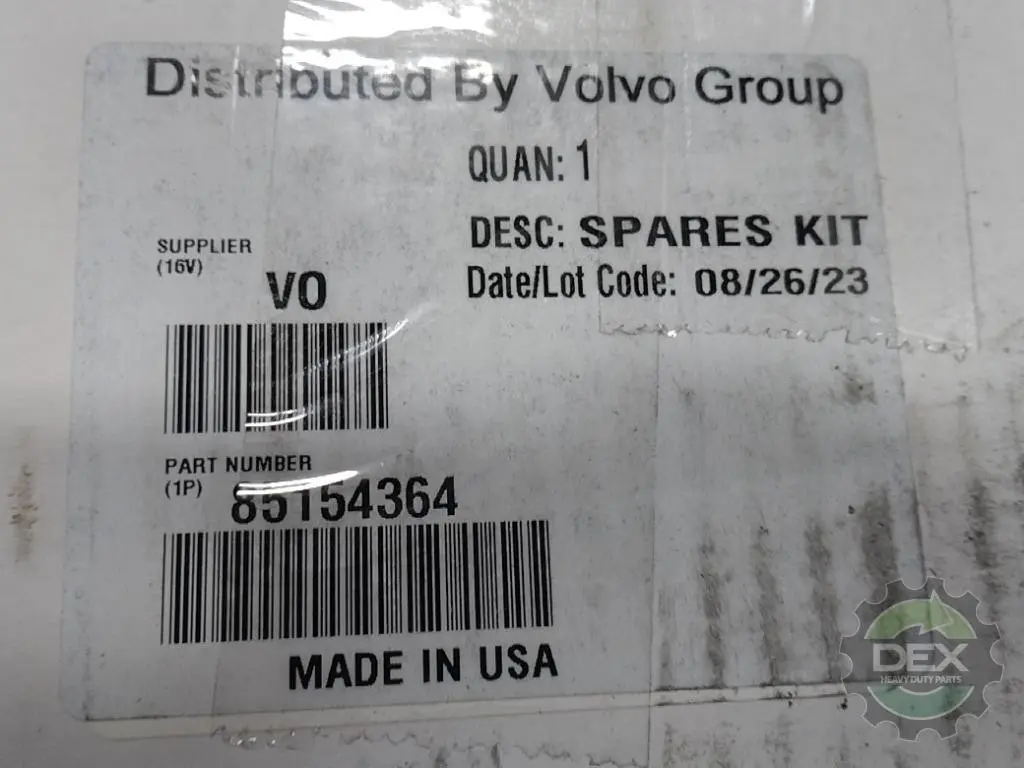 Distributed By Volvo Group
QUAN: 1
DESC: SPARES KIT
Date/Lot Code: 08/26/23
SUPPLIER
(16V)
VO
PART NUMBER
(1P)
85154364
MADE IN USA
DEX
HEAVY DUTY PARTS